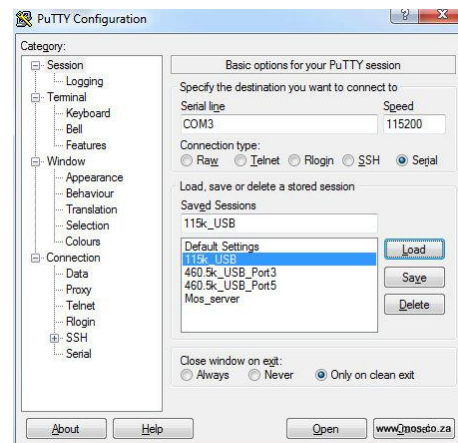 PuTTY Configuration
Category:
Session
Logging
Terminal
Keyboard
Bell
Features
Window
Appearance
Behaviour
Translation
Selection
Colours
Connection
Data
Proxy
Telnet
Rlogin
SSH
Serial
Basic options for your PuTTY session
Specify the destination you want to connect to
Serial line Speed
COM3 115200
Connection type:
Raw Telnet Rlogin SSH Serial
Load, save or delete a stored session
Saved Sessions
115k_USB
Default Settings
115k_USB
460.5k_USB_Port3
460.5k_USB_Port5
Mos_server
Load
Save
Delete
Close window on exit:
Always Never Only on clean exit
About Help Open